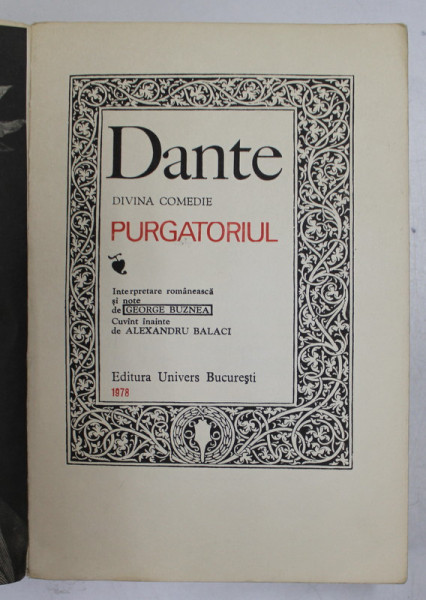 Dante
DIVINA COMEDIE
PURGATORIUL
Interpretare românească
și note
de GEORGE BUZNEA
Cuvînt înainte
de ALEXANDRU BALACI
Editura Univers București
1978